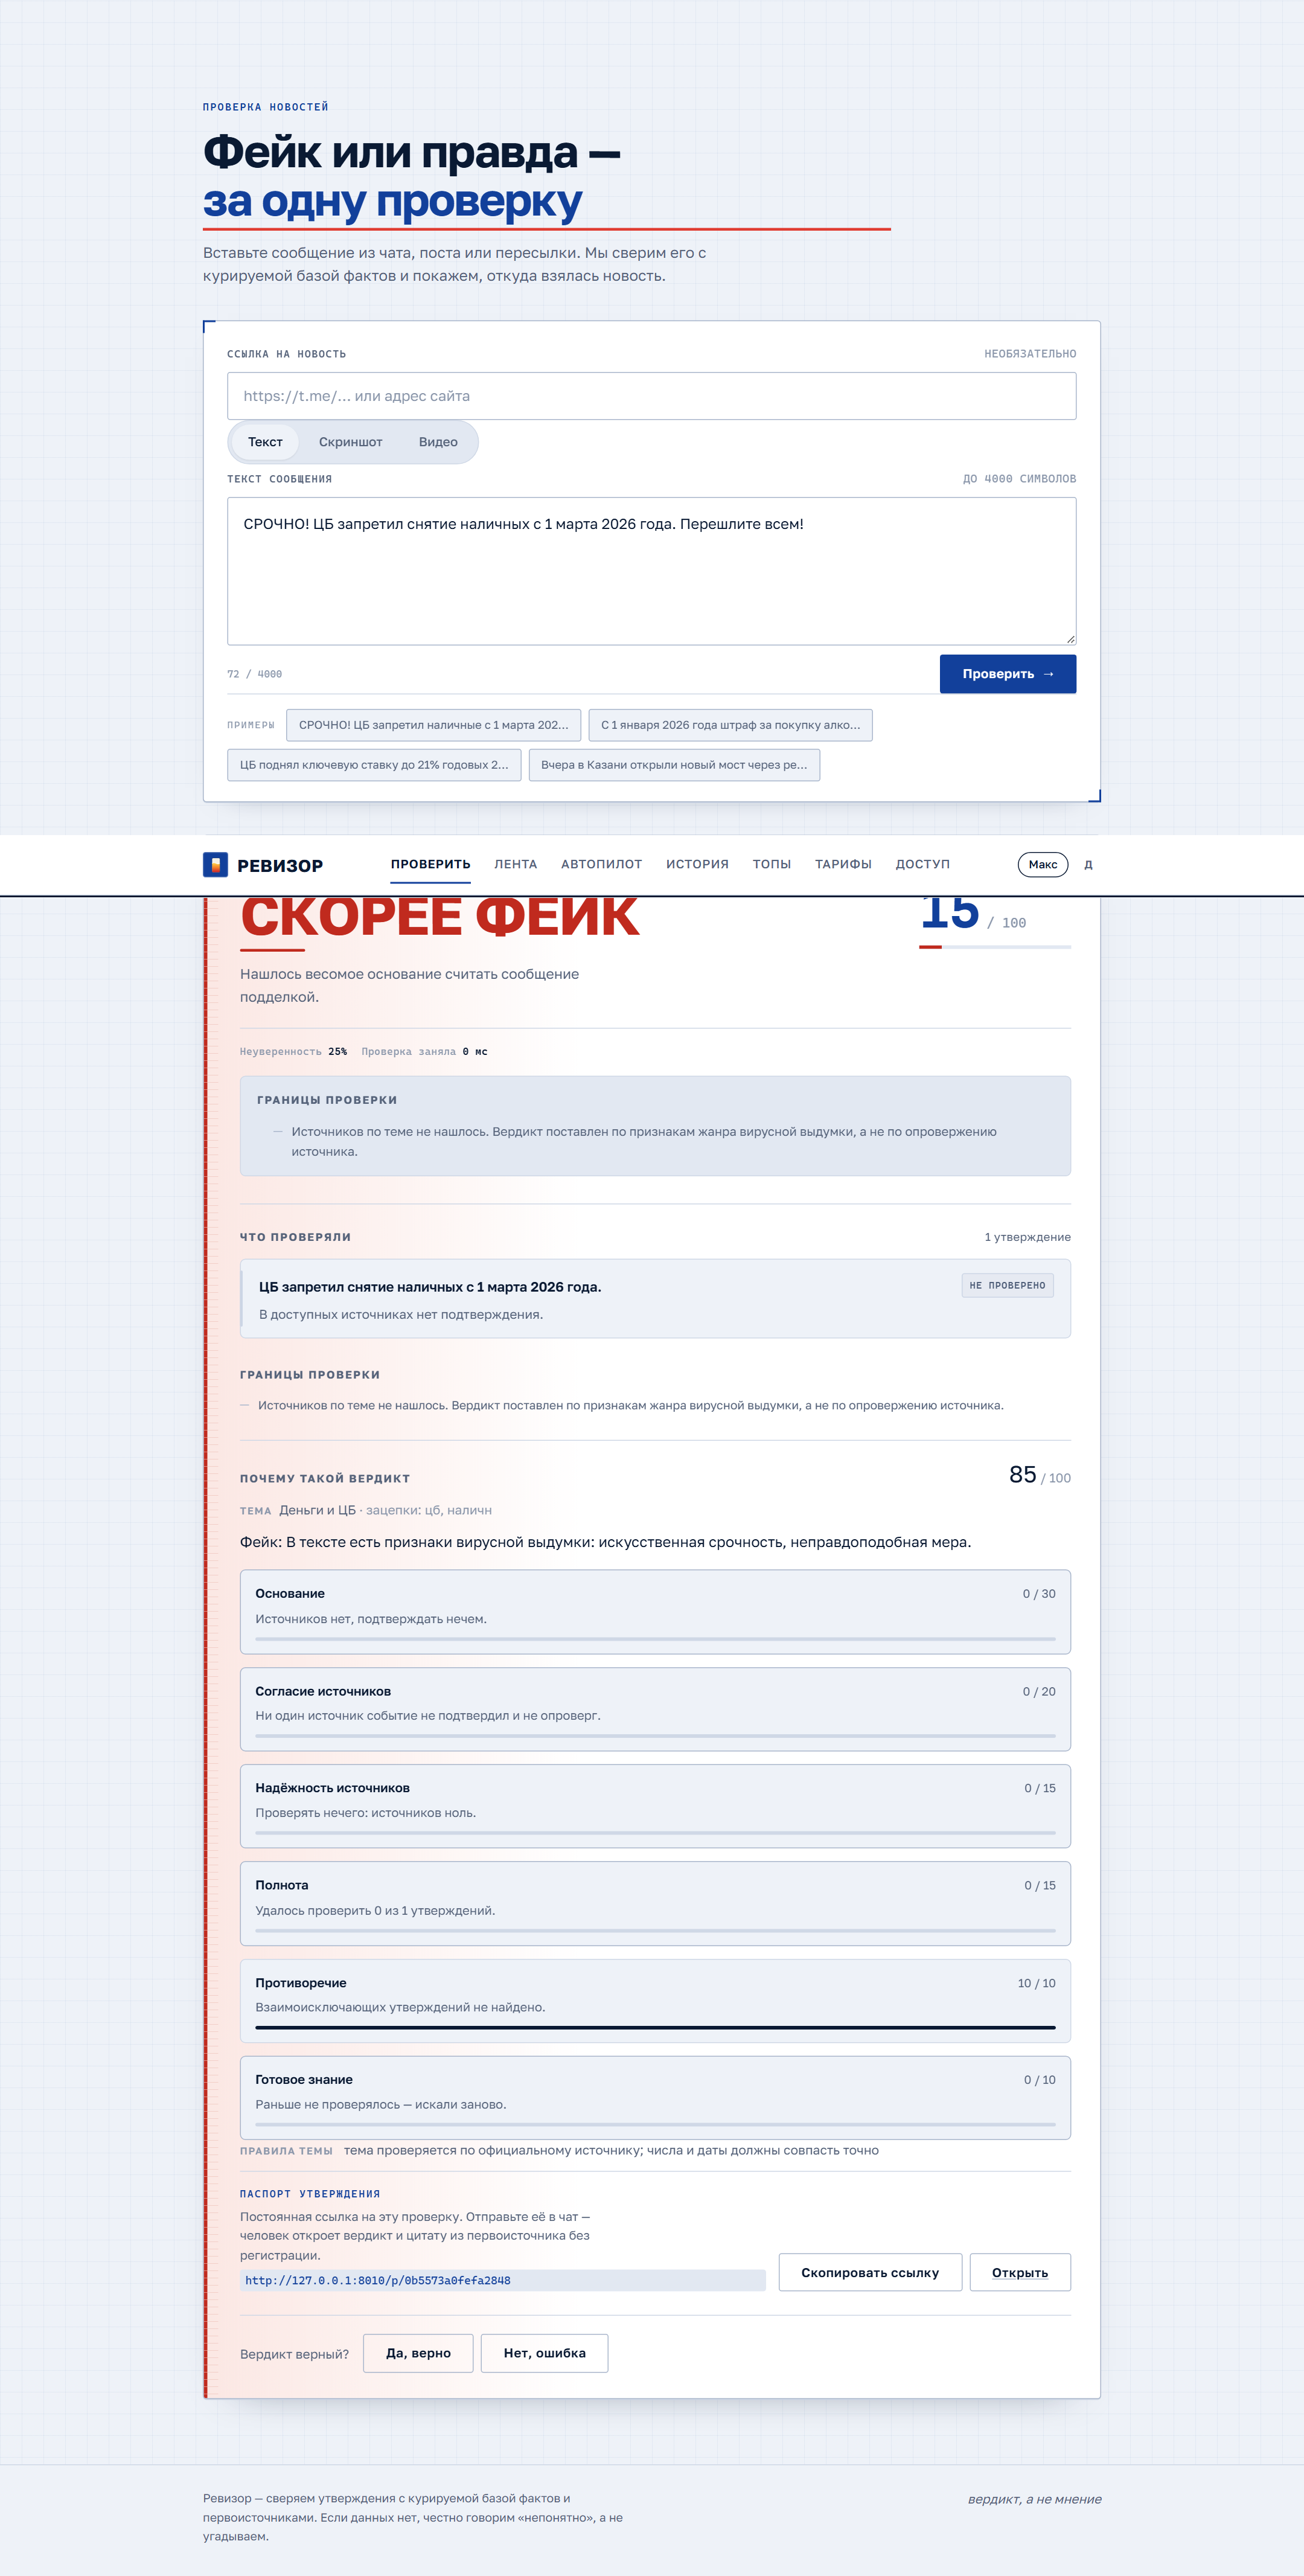 ПРОВЕРКА НОВОСТЕЙ
Фейк или правда —
за одну проверку
Вставьте сообщение из чата, поста или пересылки. Мы сверим его с
курируемой базой фактов и покажем, откуда взялась новость.
ССЫЛКА НА НОВОСТЬ НЕОБЯЗАТЕЛЬНО
https://t.me/... или адрес сайта
Текст Скриншот Видео
ТЕКСТ СООБЩЕНИЯ ДО 4000 СИМВОЛОВ
СРОЧНО! ЦБ запретил снятие наличных с 1 марта 2026 года. Перешлите всем!
72 / 4000 Проверить →
ПРИМЕРЫ СРОЧНО! ЦБ запретил наличные с 1 марта 202... С 1 января 2026 года штраф за покупку алко...
ЦБ поднял ключевую ставку до 21% годовых 2... Вчера в Казани открыли новый мост через ре...
РЕВИЗОР ПРОВЕРИТЬ ЛЕНТА АВТОПИЛОТ ИСТОРИЯ ТОПЫ ТАРИФЫ ДОСТУП Макс Д
СКОРЕЕ ФЕЙК 15 / 100
Нашлось весомое основание считать сообщение
подделкой.
Неуверенность 25% Проверка заняла 0 мс
ГРАНИЦЫ ПРОВЕРКИ
— Источников по теме не нашлось. Вердикт поставлен по признакам жанра вирусной выдумки, а не по опровержению
источника.
ЧТО ПРОВЕРЯЛИ 1 утверждение
ЦБ запретил снятие наличных с 1 марта 2026 года. НЕ ПРОВЕРЕНО
В доступных источниках нет подтверждения.
ГРАНИЦЫ ПРОВЕРКИ
— Источников по теме не нашлось. Вердикт поставлен по признакам жанра вирусной выдумки, а не по опровержению источника.
ПОЧЕМУ ТАКОЙ ВЕРДИКТ 85 / 100
ТЕМА Деньги и ЦБ · зацепки: цб, наличн
Фейк: В тексте есть признаки вирусной выдумки: искусственная срочность, неправдоподобная мера.
Основание 0 / 30
Источников нет, подтверждать нечем.
Согласие источников 0 / 20
Ни один источник событие не подтвердил и не опроверг.
Надёжность источников 0 / 15
Проверять нечего: источников ноль.
Полнота 0 / 15
Удалось проверить 0 из 1 утверждений.
Противоречие 10 / 10
Взаимоисключающих утверждений не найдено.
Готовое знание 0 / 10
Раньше не проверялось — искали заново.
ПРАВИЛА ТЕМЫ тема проверяется по официальному источнику; числа и даты должны совпасть точно
ПАСПОРТ УТВЕРЖДЕНИЯ
Постоянная ссылка на эту проверку. Отправьте её в чат —
человек откроет вердикт и цитату из первоисточника без
регистрации.
http://127.0.0.1:8010/p/0b5573a0fefa2848 Скопировать ссылку Открыть
Вердикт верный? Да, верно Нет, ошибка
Ревизор — сверяем утверждения с курируемой базой фактов и
первоисточниками. Если данных нет, честно говорим «непонятно», а не
угадываем.
вердикт, а не мнение